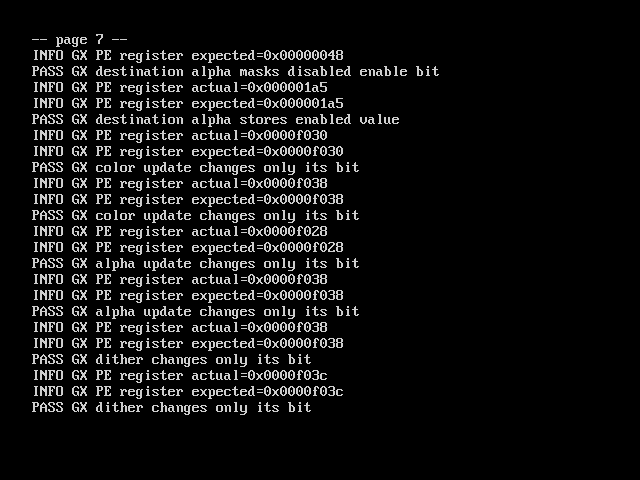 -- page 7 --
INFO GX PE register expected=0x00000048
PASS GX destination alpha masks disabled enable bit
INFO GX PE register actual=0x000001a5
INFO GX PE register expected=0x000001a5
PASS GX destination alpha stores enabled value
INFO GX PE register actual=0x0000f030
INFO GX PE register expected=0x0000f030
PASS GX color update changes only its bit
INFO GX PE register actual=0x0000f038
INFO GX PE register expected=0x0000f038
PASS GX color update changes only its bit
INFO GX PE register actual=0x0000f028
INFO GX PE register expected=0x0000f028
PASS GX alpha update changes only its bit
INFO GX PE register actual=0x0000f038
INFO GX PE register expected=0x0000f038
PASS GX alpha update changes only its bit
INFO GX PE register actual=0x0000f038
INFO GX PE register expected=0x0000f038
PASS GX dither changes only its bit
INFO GX PE register actual=0x0000f03c
INFO GX PE register expected=0x0000f03c
PASS GX dither changes only its bit